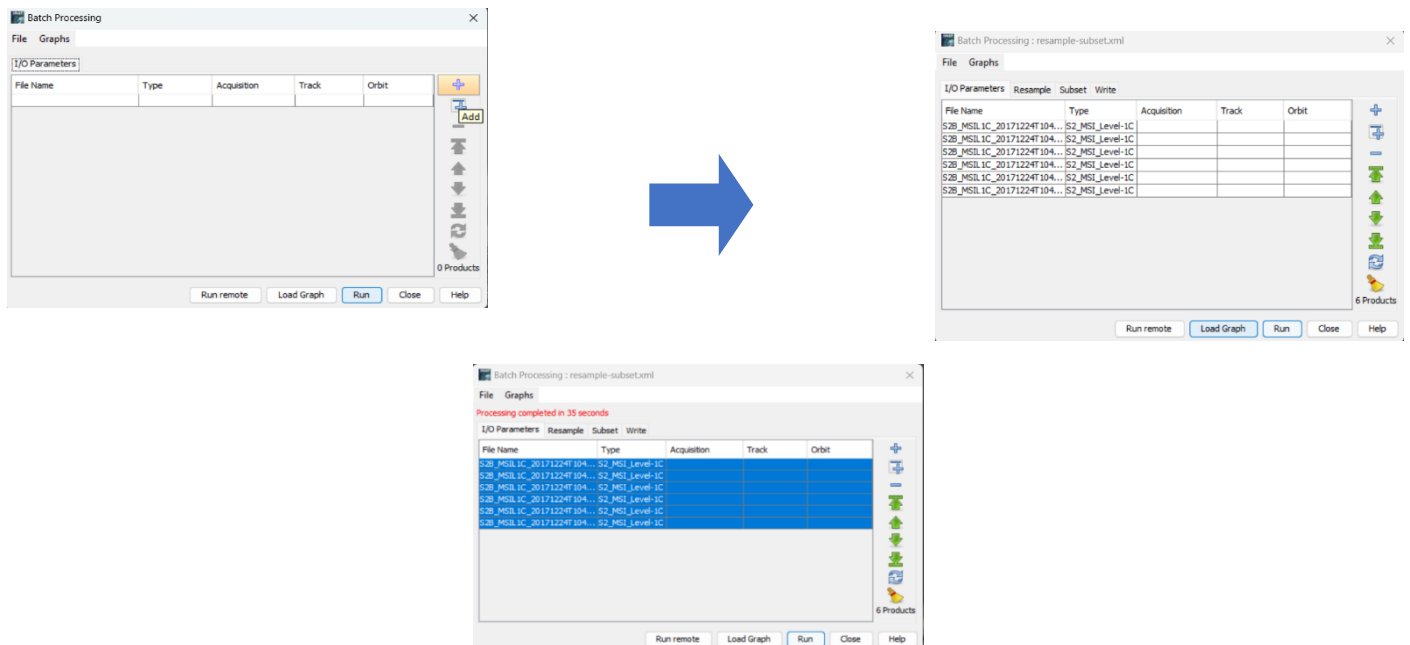 Batch Processing
File Graphs
I/O Parameters
File Name Type Acquisition Track Orbit
Add
0 Products
Run remote Load Graph Run Close Help
Batch Processing : resample-subset.xml
File Graphs
I/O Parameters Resample Subset Write
File Name Type Acquisition Track Orbit
S2B_MSIL1C_20171224T104... S2_MSI_Level-1C
S2B_MSIL1C_20171224T104... S2_MSI_Level-1C
S2B_MSIL1C_20171224T104... S2_MSI_Level-1C
S2B_MSIL1C_20171224T104... S2_MSI_Level-1C
S2B_MSIL1C_20171224T104... S2_MSI_Level-1C
S2B_MSIL1C_20171224T104... S2_MSI_Level-1C
6 Products
Run remote Load Graph Run Close Help
Batch Processing : resample-subset.xml
File Graphs
Processing completed in 35 seconds
I/O Parameters Resample Subset Write
File Name Type Acquisition Track Orbit
S2B_MSIL1C_20171224T104... S2_MSI_Level-1C
S2B_MSIL1C_20171224T104... S2_MSI_Level-1C
S2B_MSIL1C_20171224T104... S2_MSI_Level-1C
S2B_MSIL1C_20171224T104... S2_MSI_Level-1C
S2B_MSIL1C_20171224T104... S2_MSI_Level-1C
S2B_MSIL1C_20171224T104... S2_MSI_Level-1C
6 Products
Run remote Load Graph Run Close Help